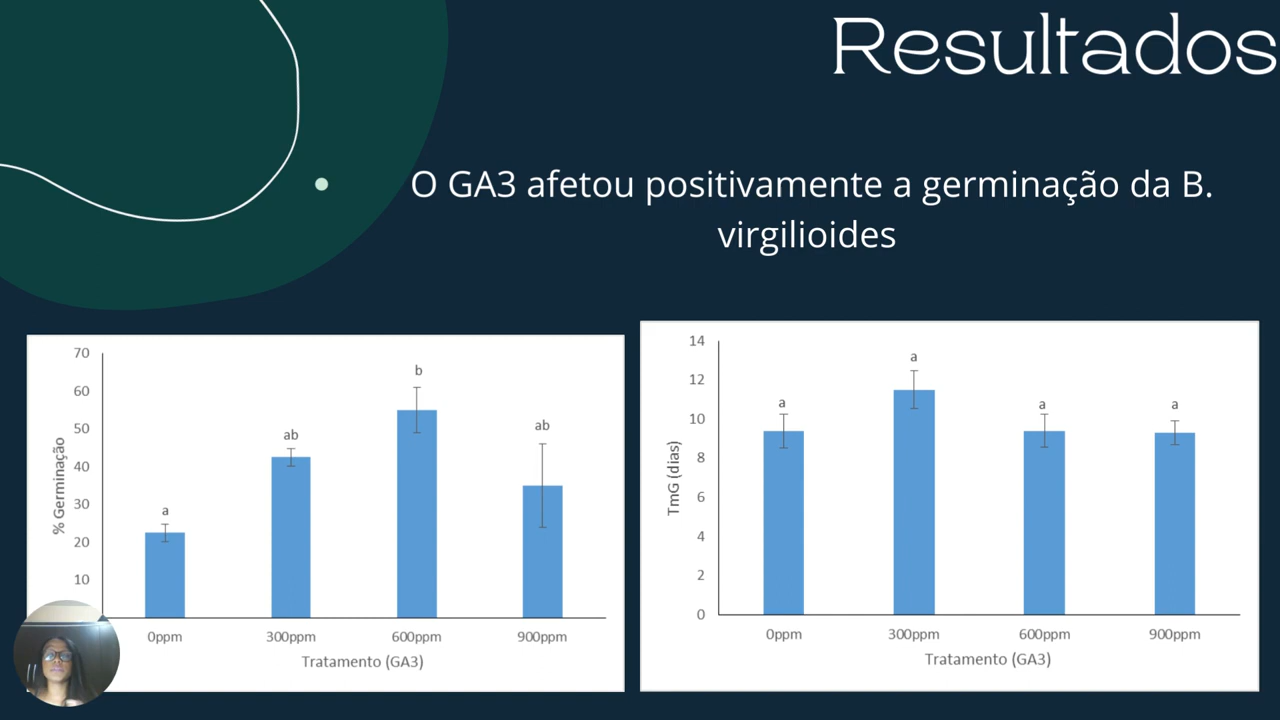 Resultados
O GA3 afetou positivamente a germinação da B.
virgilioides
70
60
50
40
30
20
10
% Germinação
a
ab
b
ab
0ppm
300ppm
600ppm
900ppm
Tratamento (GA3)
14
12
10
8
6
4
2
0
TmG (dias)
a
a
a
a
0ppm
300ppm
600ppm
900ppm
Tratamento (GA3)